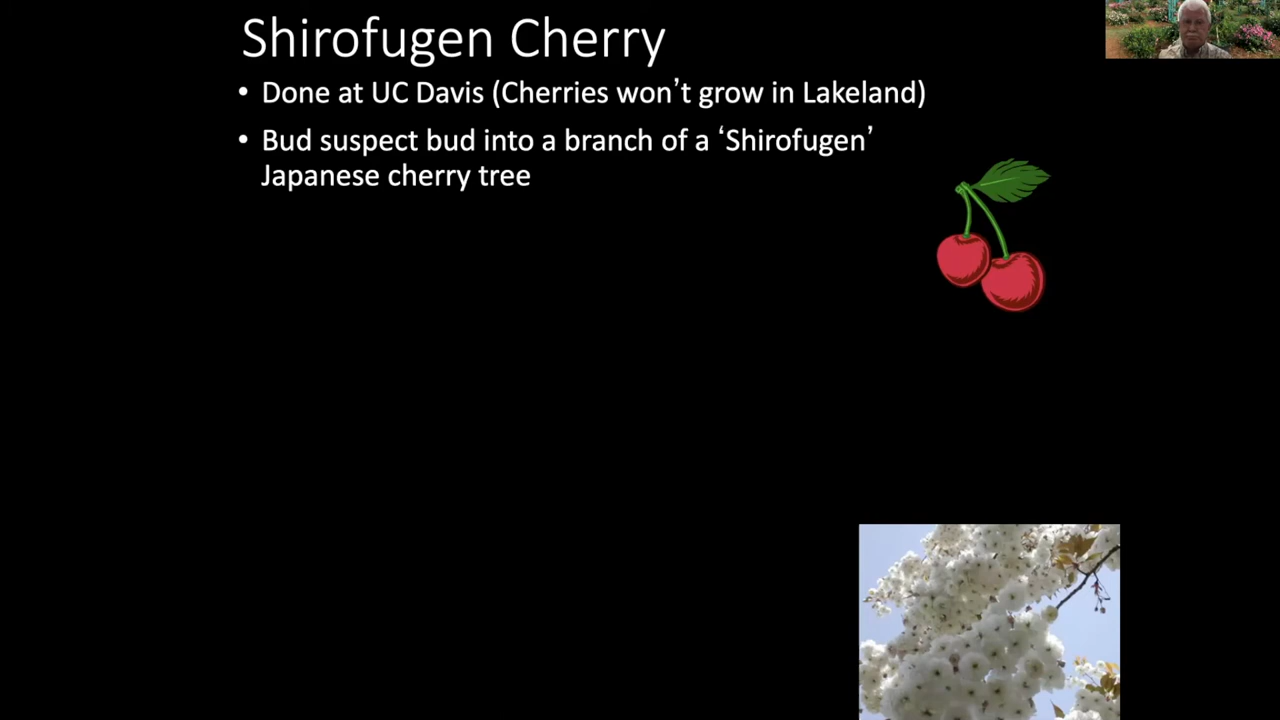 Shirofugen Cherry
• Done at UC Davis (Cherries won’t grow in Lakeland)
• Bud suspect bud into a branch of a ‘Shirofugen’
Japanese cherry tree